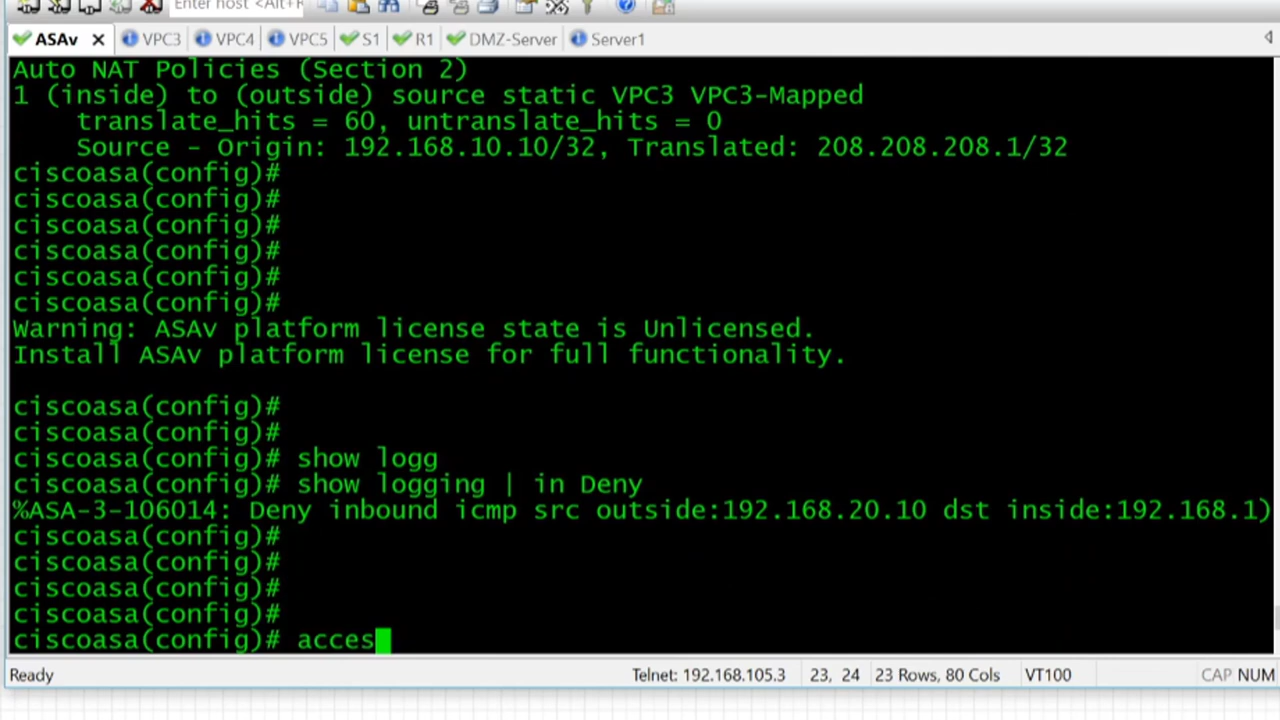 Enter host <Alt+R
ASAv VPC3 VPC4 VPC5 S1 R1 DMZ-Server Server1
Auto NAT Policies (Section 2)
1 (inside) to (outside) source static VPC3 VPC3-Mapped
translate_hits = 60, untranslate_hits = 0
Source - Origin: 192.168.10.10/32, Translated: 208.208.208.1/32
ciscoasa(config)#
ciscoasa(config)#
ciscoasa(config)#
ciscoasa(config)#
ciscoasa(config)#
ciscoasa(config)#
Warning: ASAv platform license state is Unlicensed.
Install ASAv platform license for full functionality.
ciscoasa(config)#
ciscoasa(config)#
ciscoasa(config)# show logg
ciscoasa(config)# show logging | in Deny
%ASA-3-106014: Deny inbound icmp src outside:192.168.20.10 dst inside:192.168.1)
ciscoasa(config)#
ciscoasa(config)#
ciscoasa(config)#
ciscoasa(config)#
ciscoasa(config)# acces
Ready Telnet: 192.168.105.3 23, 24 23 Rows, 80 Cols VT100 CAP NUM